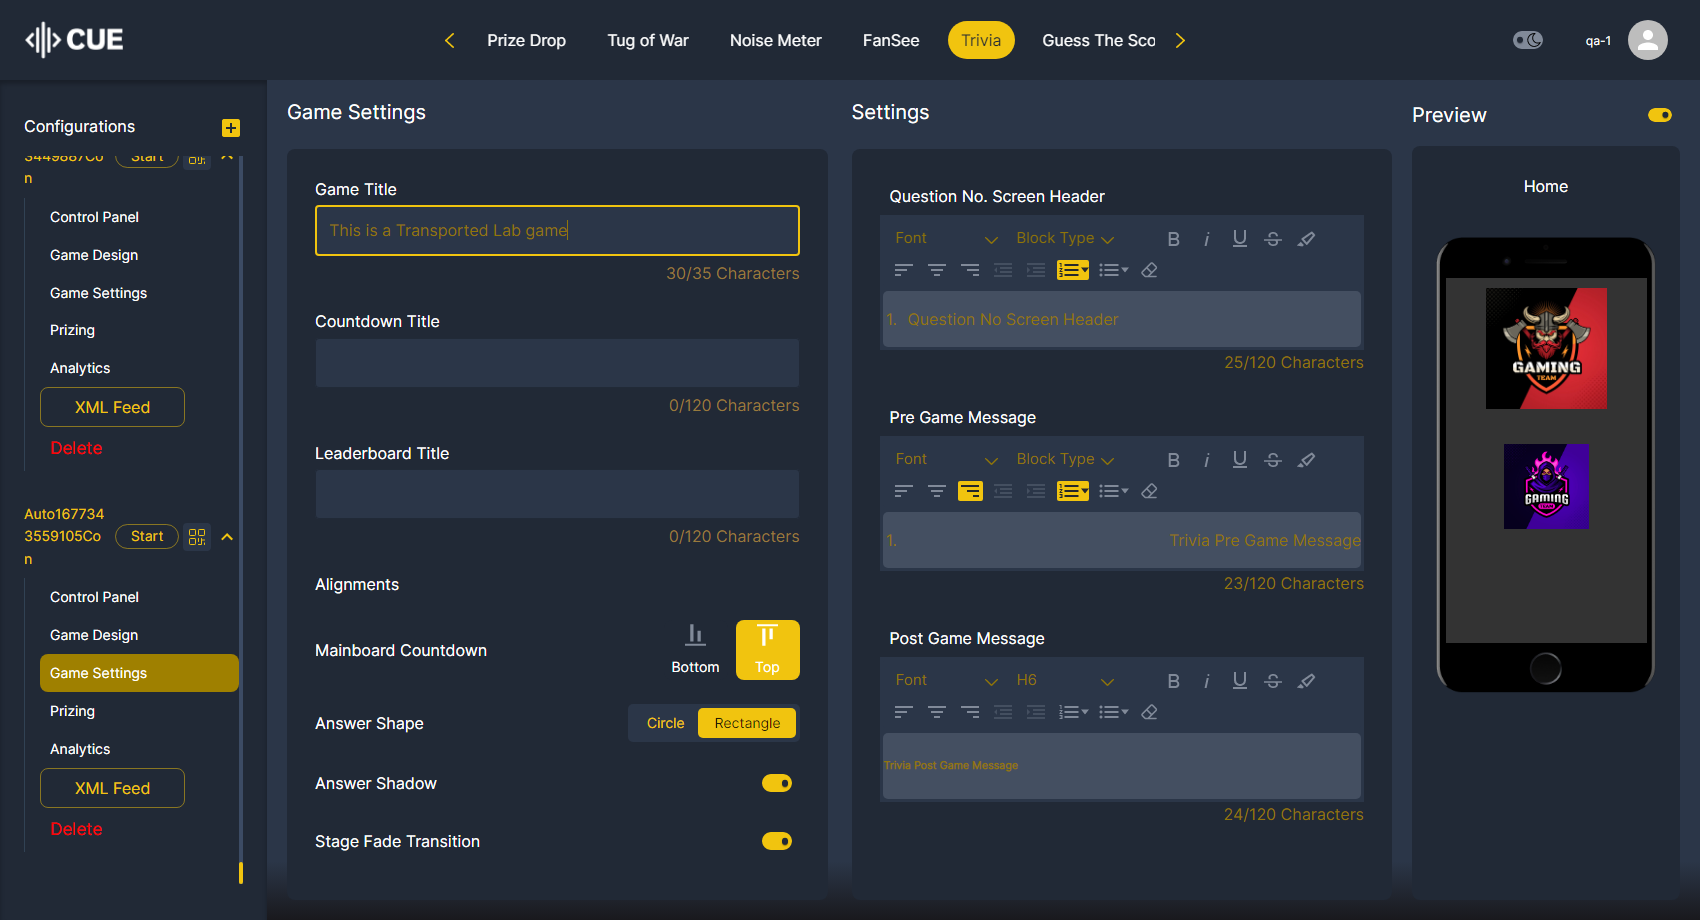 CUE
Prize Drop
Tug of War
Noise Meter
FanSee
Trivia
Guess The Sco
qa-1
Configurations
3449887Co
n
Start
Control Panel
Game Design
Game Settings
Prizing
Analytics
XML Feed
Delete
Auto167734
3559105Co
n
Start
Control Panel
Game Design
Game Settings
Prizing
Analytics
XML Feed
Delete
Game Settings
Game Title
This is a Transported Lab game
30/35 Characters
Countdown Title
0/120 Characters
Leaderboard Title
0/120 Characters
Alignments
Mainboard Countdown
Bottom
Top
Answer Shape
Circle
Rectangle
Answer Shadow
Stage Fade Transition
Settings
Question No. Screen Header
Font
Block Type
B i U S
1. Question No Screen Header
25/120 Characters
Pre Game Message
Font
Block Type
B i U S
1. Trivia Pre Game Message
23/120 Characters
Post Game Message
Font
H6
B i U S
Trivia Post Game Message
24/120 Characters
Preview
Home
GAMING
TEAM
GAMING
TEAM